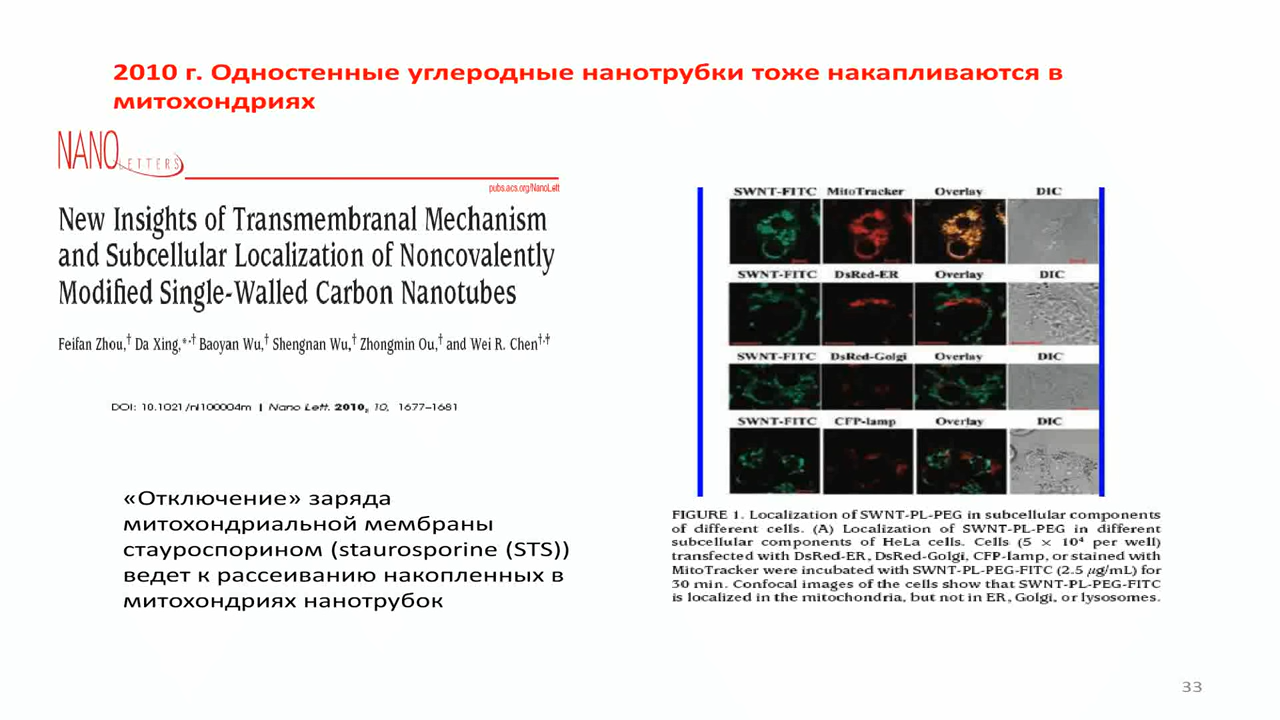 2010 г. Одностенные углеродные нанотрубки тоже накапливаются в
митохондриях
NANO LETTERS
pubs.acs.org/NanoLett
New Insights of Transmembranal Mechanism
and Subcellular Localization of Noncovalently
Modified Single-Walled Carbon Nanotubes
Feifan Zhou,† Da Xing,*,† Baoyan Wu,† Shengnan Wu,† Zhongmin Ou,† and Wei R. Chen†,‡
DOI: 10.1021/nl100004m | Nano Lett. 2010, 10, 1677–1681
«Отключение» заряда
митохондриальной мембраны
стауроспорином (staurosporine (STS))
ведет к рассеиванию накопленных в
митохондриях нанотрубок
SWNT-FITC MitoTracker Overlay DIC
SWNT-FITC DsRed-ER Overlay DIC
SWNT-FITC DsRed-Golgi Overlay DIC
SWNT-FITC CFP-lamp Overlay DIC
FIGURE 1. Localization of SWNT-PL-PEG in subcellular components
of different cells. (A) Localization of SWNT-PL-PEG in different
subcellular components of HeLa cells. Cells (5 × 10⁴ per well)
transfected with DsRed-ER, DsRed-Golgi, CFP-lamp, or stained with
MitoTracker were incubated with SWNT-PL-PEG-FITC (2.5 μg/mL) for
30 min. Confocal images of the cells show that SWNT-PL-PEG-FITC
is localized in the mitochondria, but not in ER, Golgi, or lysosomes.
33